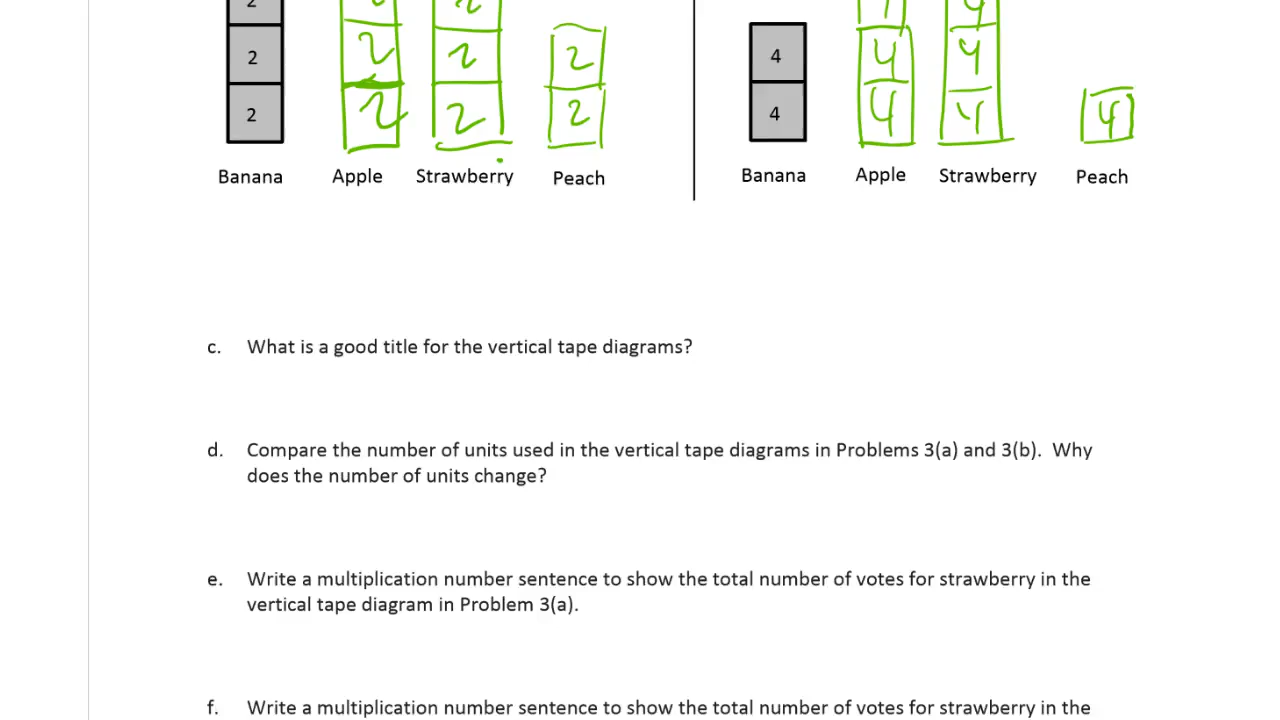 2 2 2
2 2 2 2 4 4 4
2 2 2 2 4 4 4 4
Banana Apple Strawberry Peach Banana Apple Strawberry Peach
c. What is a good title for the vertical tape diagrams?
d. Compare the number of units used in the vertical tape diagrams in Problems 3(a) and 3(b). Why
does the number of units change?
e. Write a multiplication number sentence to show the total number of votes for strawberry in the
vertical tape diagram in Problem 3(a).
f. Write a multiplication number sentence to show the total number of votes for strawberry in the